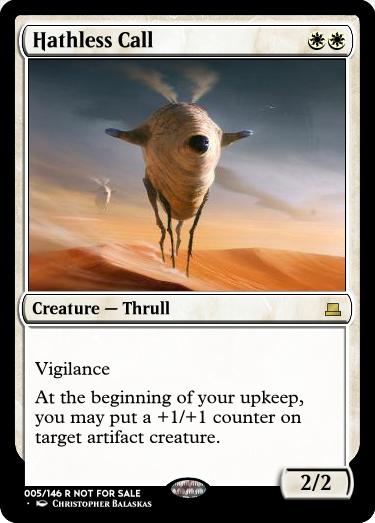 Hathless Call
Creature — Thrull
Vigilance
At the beginning of your upkeep,
you may put a +1/+1 counter on
target artifact creature.
2/2
005/146 R NOT FOR SALE
Christopher Balaskas